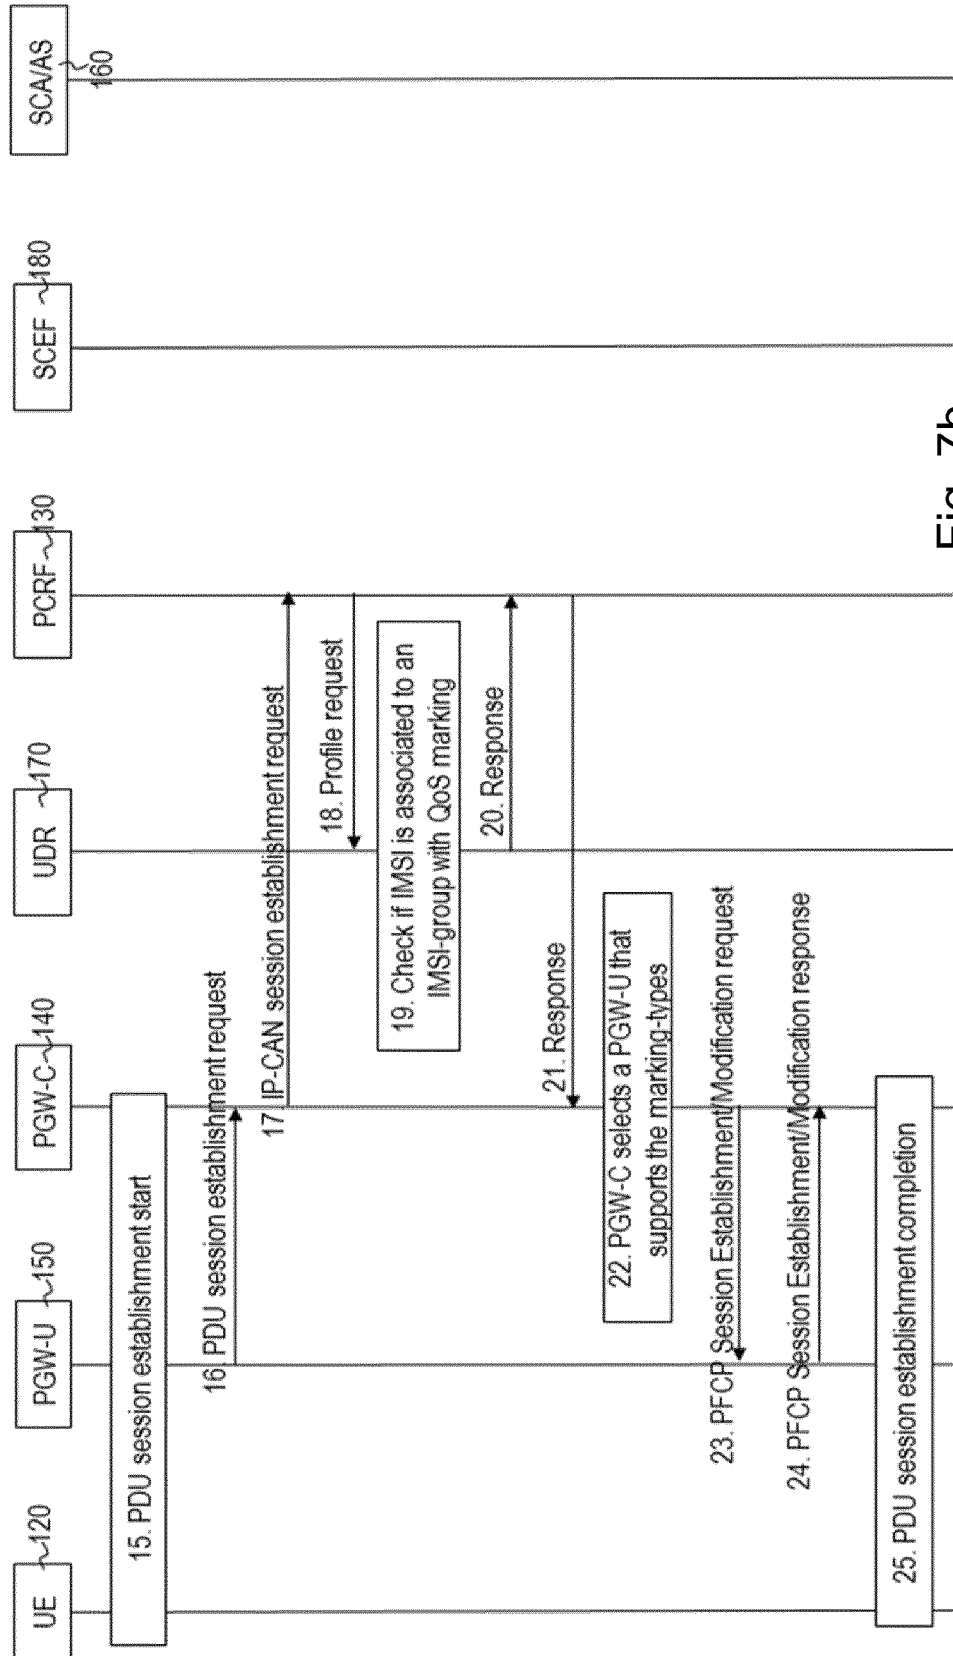 UE
120
PGW-U
150
PGW-C
140
UDR
170
PCRF
130
SCEF
180
SCA/AS
160
15. PDU session establishment start
16. PDU session establishment request
17. IP-CAN session establishment request
18. Profile request
19. Check if IMSI is associated to an
IMSI-group with QoS marking
20. Response
21. Response
22. PGW-C selects a PGW-U that
supports the marking-types
23. PFCP Session Establishment/Modification request
24. PFCP Session Establishment/Modification response
25. PDU session establishment completion
Fig. 7b